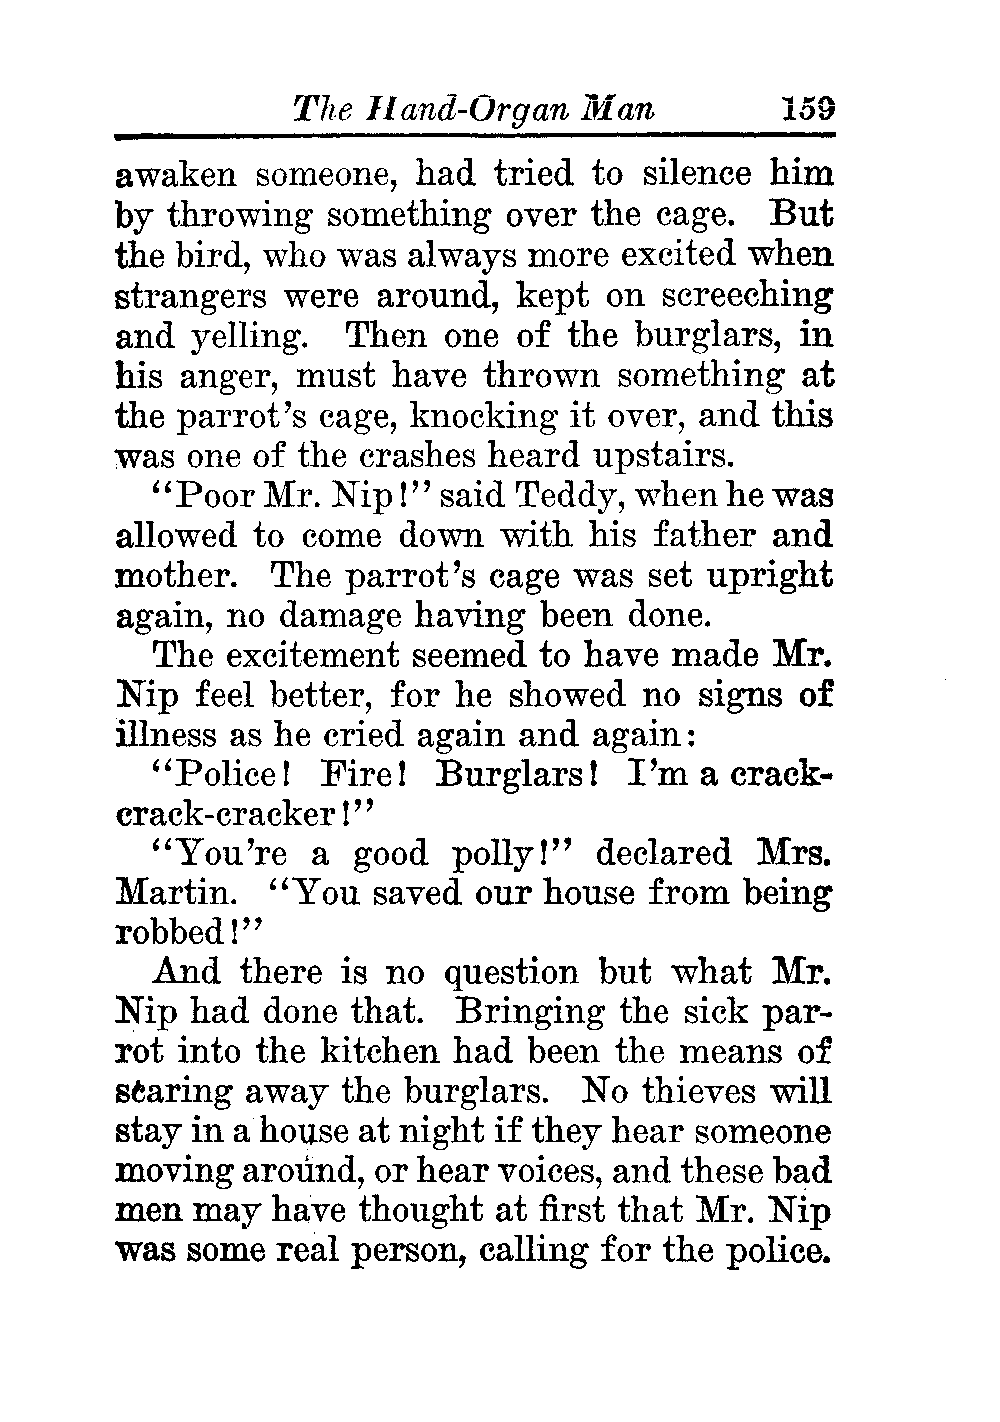 The Hand-Organ Man 159
awaken someone, had tried to silence him
by throwing something over the cage. But
the bird, who was always more excited when
strangers were around, kept on screeching
and yelling. Then one of the burglars, in
his anger, must have thrown something at
the parrot's cage, knocking it over, and this
was one of the crashes heard upstairs.
"Poor Mr. Nip!" said Teddy, when he was
allowed to come down with his father and
mother. The parrot's cage was set upright
again, no damage having been done.
The excitement seemed to have made Mr.
Nip feel better, for he showed no signs of
illness as he cried again and again:
"Police! Fire! Burglars! I'm a crack-
crack-cracker!"
"You're a good polly!" declared Mrs.
Martin. "You saved our house from being
robbed!"
And there is no question but what Mr.
Nip had done that. Bringing the sick par-
rot into the kitchen had been the means of
scaring away the burglars. No thieves will
stay in a house at night if they hear someone
moving around, or hear voices, and these bad
men may have thought at first that Mr. Nip
was some real person, calling for the police.